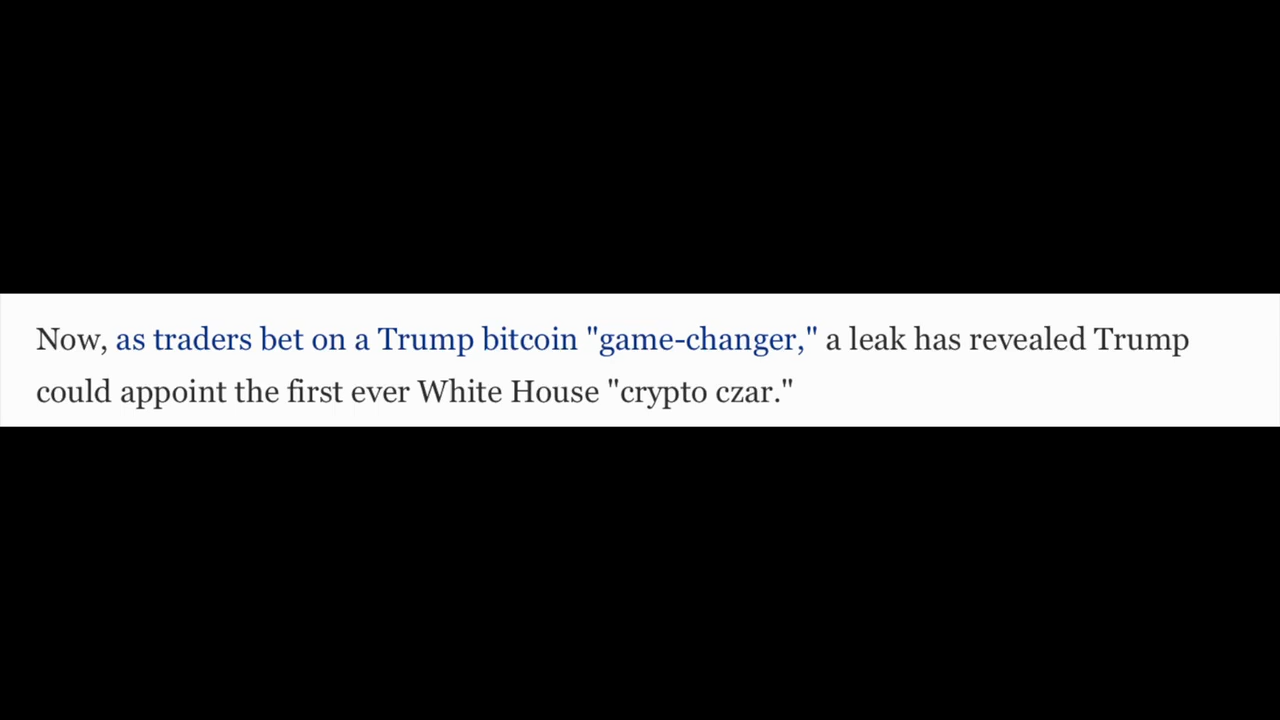 Now, as traders bet on a Trump bitcoin "game-changer," a leak has revealed Trump
could appoint the first ever White House "crypto czar."